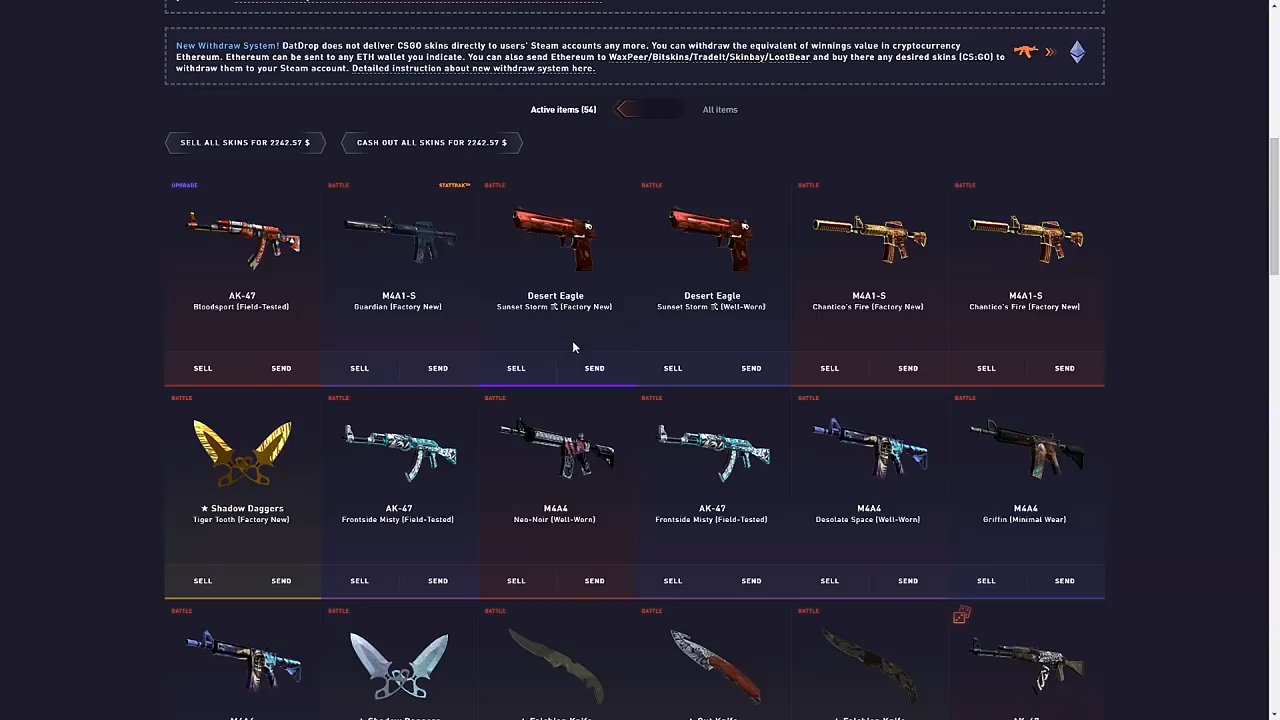 New Withdraw System! DatDrop does not deliver CSGO skins directly to users' Steam accounts any more. You can withdraw the equivalent of winnings value in cryptocurrency
Ethereum. Ethereum can be sent to any ETH wallet you indicate. You can also send Ethereum to WaxPeer/Bitskins/TradeIt/Skinbay/LootBear and buy there any desired skins (CS:GO) to
withdraw them to your Steam account. Detailed instruction about new withdraw system here.
Active items (54) All items
SELL ALL SKINS FOR 2242.57 $ CASH OUT ALL SKINS FOR 2242.57 $
UPGRADE BATTLE STATTRAK™ BATTLE BATTLE BATTLE BATTLE
AK-47 M4A1-S Desert Eagle Desert Eagle M4A1-S M4A1-S
Bloodsport (Field-Tested) Guardian (Factory New) Sunset Storm 弐 (Factory New) Sunset Storm 弐 (Well-Worn) Chantico's Fire (Factory New) Chantico's Fire (Factory New)
SELL SEND SELL SEND SELL SEND SELL SEND SELL SEND SELL SEND
BATTLE BATTLE BATTLE BATTLE BATTLE BATTLE
★ Shadow Daggers AK-47 M4A4 AK-47 M4A4 M4A4
Tiger Tooth (Factory New) Frontside Misty (Field-Tested) Neo-Noir (Well-Worn) Frontside Misty (Field-Tested) Desolate Space (Well-Worn) Griffin (Minimal Wear)
SELL SEND SELL SEND SELL SEND SELL SEND SELL SEND SELL SEND
BATTLE BATTLE BATTLE BATTLE BATTLE